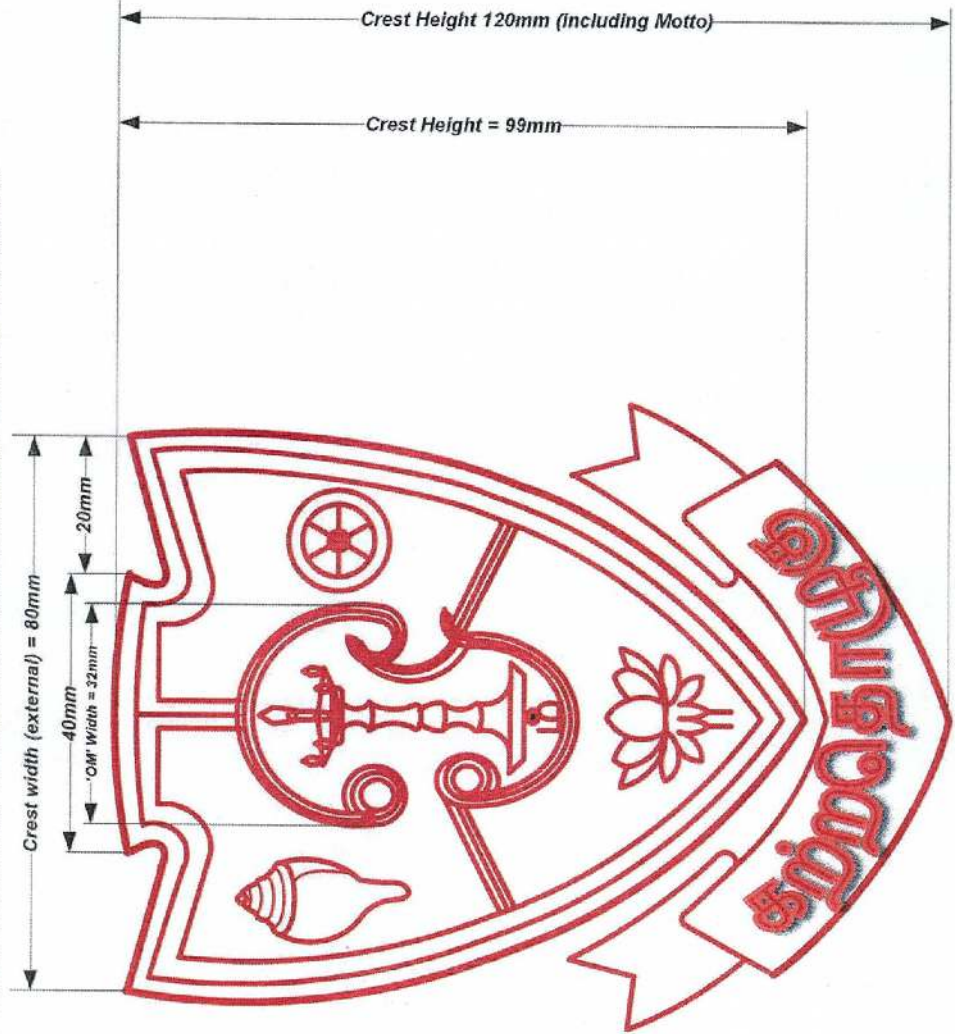 Crest Height 120mm (including Motto)
Crest Height = 99mm
Crest width (external) = 80mm
20mm
40mm
'OM' Width = 32mm
கற்றதொழுகு